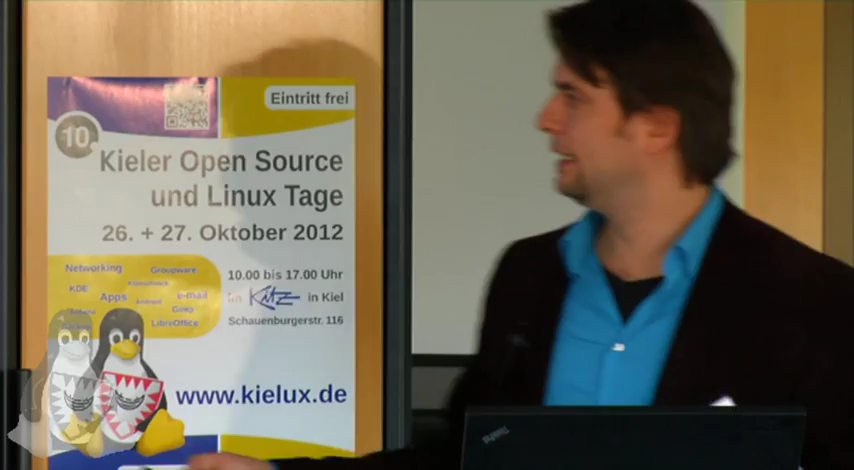 Eintritt frei
10.
Kieler Open Source
und Linux Tage
26. + 27. Oktober 2012
Networking
Groupware
KDE
Apps
Android
e-mail
Gimp
LibreOffice
10.00 bis 17.00 Uhr
im Kitz in Kiel
Schauenburgerstr. 116
www.kielux.de